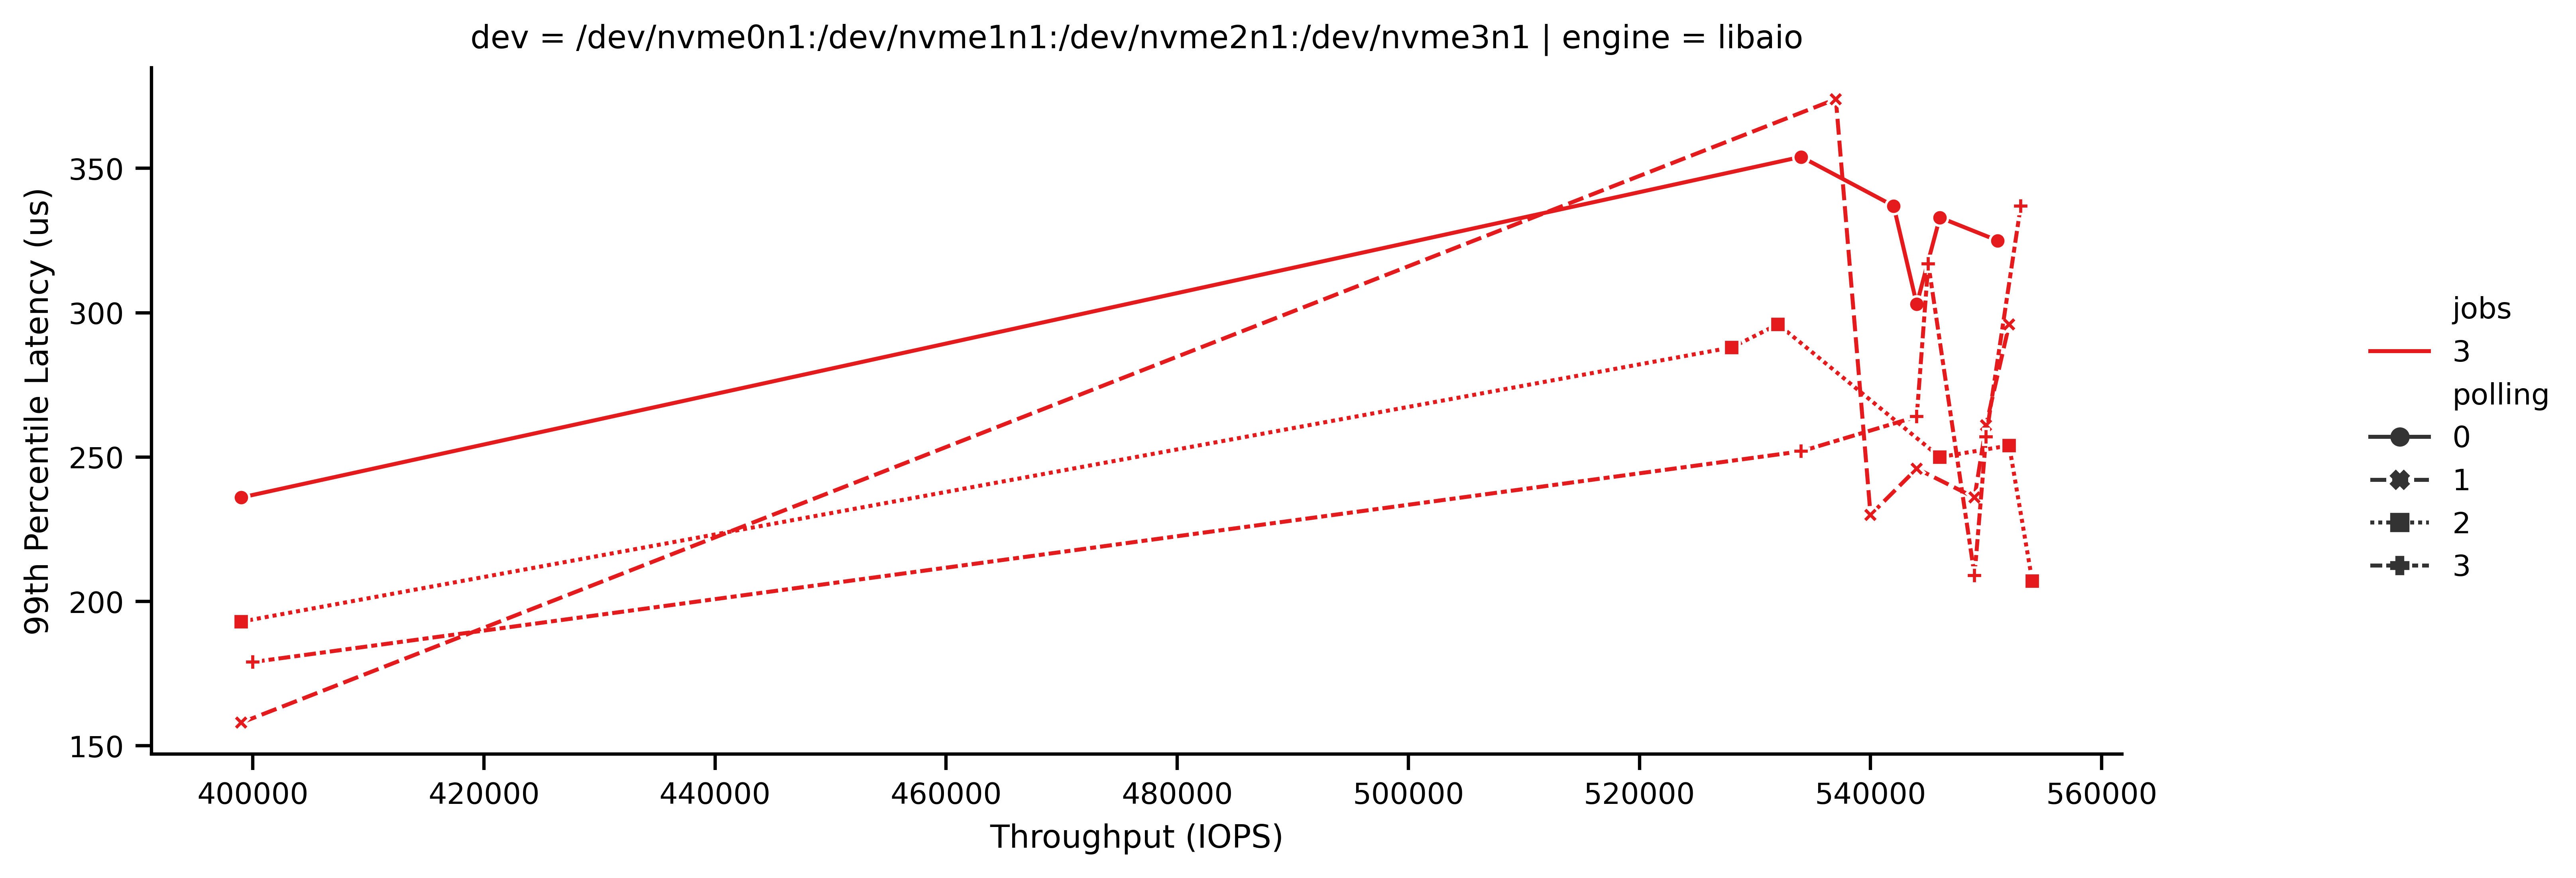 dev = /dev/nvme0n1:/dev/nvme1n1:/dev/nvme2n1:/dev/nvme3n1 | engine = libaio
99th Percentile Latency (us)
350
300
250
200
150
400000 420000 440000 460000 480000 500000 520000 540000 560000
Throughput (IOPS)
jobs
3
polling
0
1
2
3